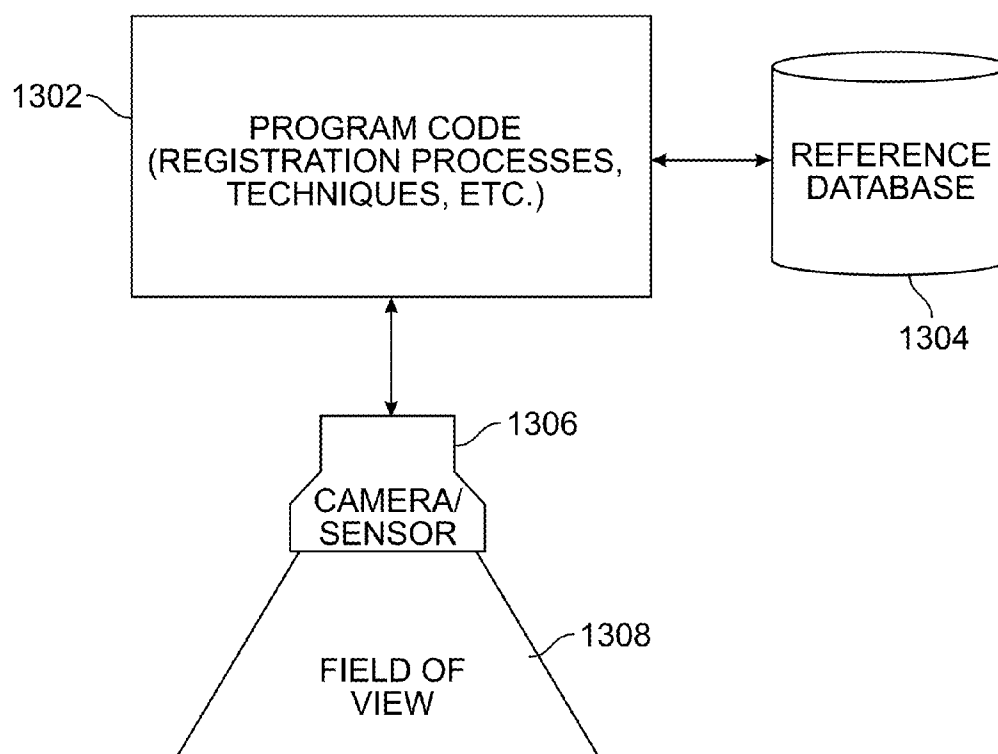 1302
PROGRAM CODE
(REGISTRATION PROCESSES,
TECHNIQUES, ETC.)
REFERENCE
DATABASE
1304
1306
CAMERA/
SENSOR
1308
FIELD OF
VIEW